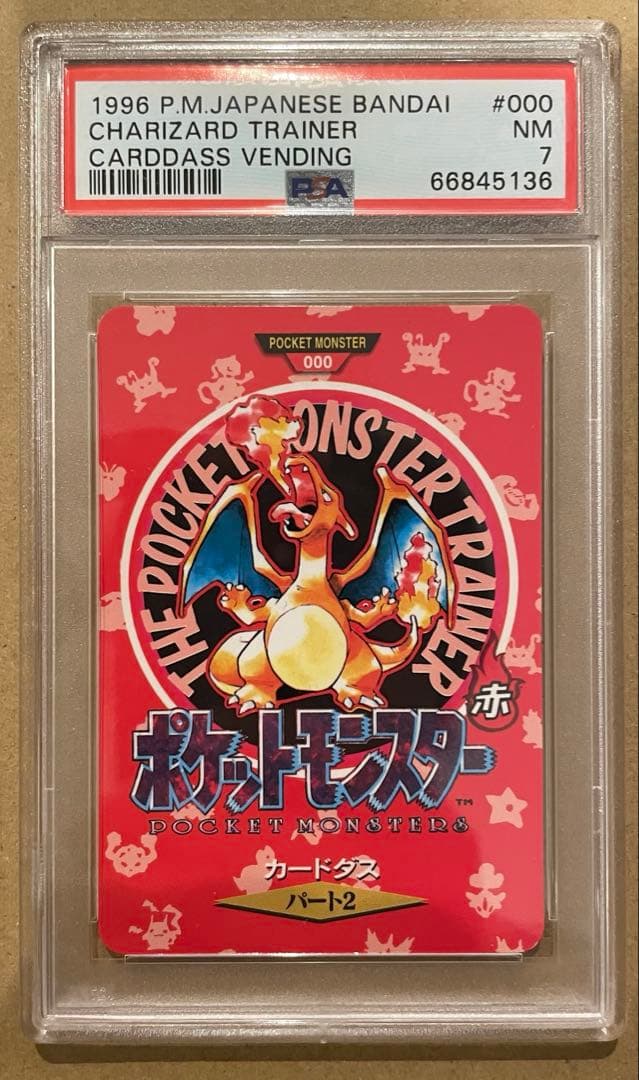 1996 P.M.JAPANESE BANDAI #000
CHARIZARD TRAINER NM
CARDDASS VENDING 7
PSA 66845136
POCKET MONSTER
000
THE POCKET MONSTER TRAINER
赤
ポケットモンスター
TM
POCKET MONSTERS
カードダス
パート2